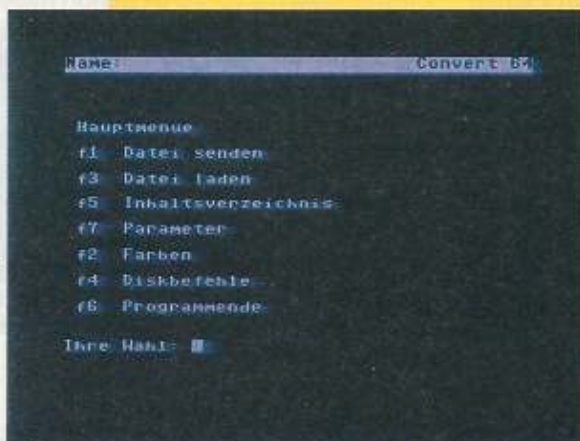 Name: Convert 64
Hauptmenue
f1 Datei senden
f3 Datei laden
f5 Inhaltsverzeichnis
f7 Parameter
f2 Farben
f4 Diskbefehle
f6 Programmende
Ihre Wahl: